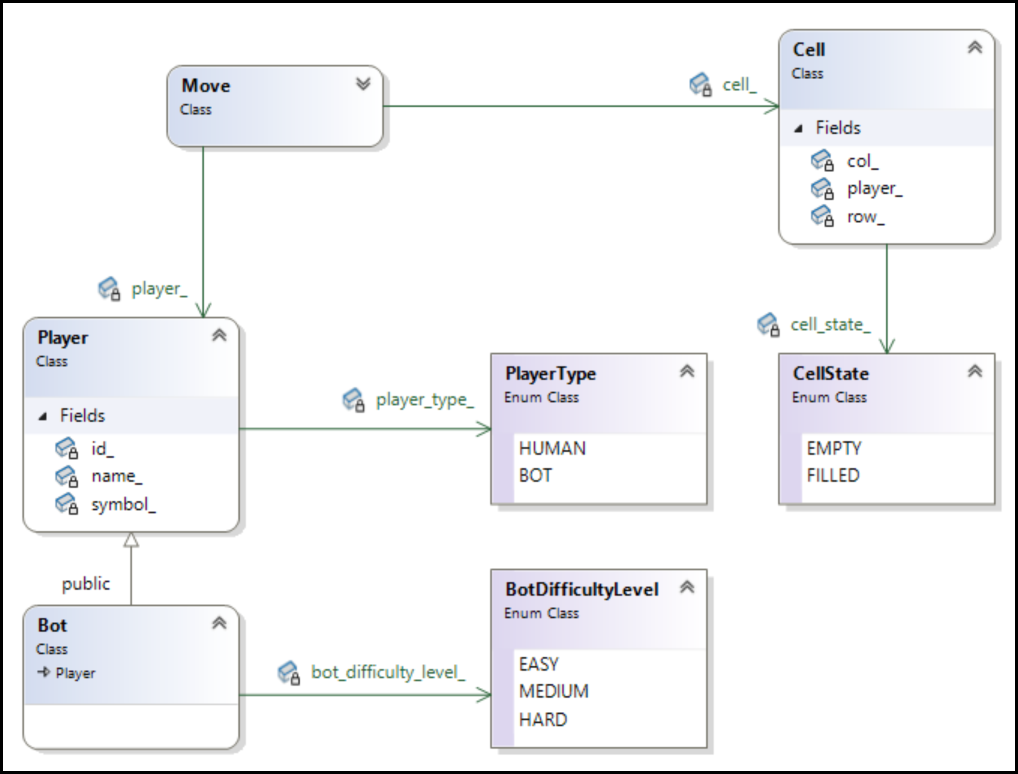 Move
Class
cell_
Cell
Class
Fields
col_
player_
row_
player_
cell_state_
Player
Class
Fields
id_
name_
symbol_
player_type_
PlayerType
Enum Class
HUMAN
BOT
CellState
Enum Class
EMPTY
FILLED
public
Bot
Class
Player
bot_difficulty_level_
BotDifficultyLevel
Enum Class
EASY
MEDIUM
HARD